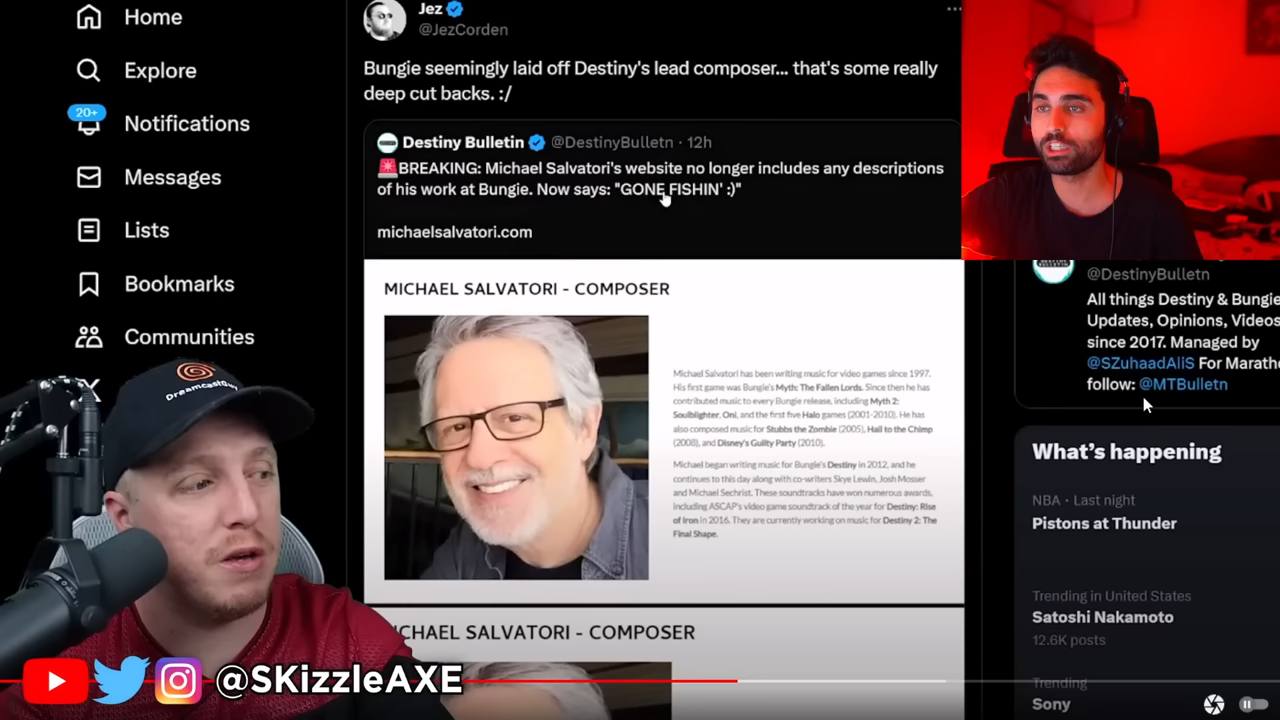 Home
Explore
20+
Notifications
Messages
Lists
Bookmarks
Communities
Jez
@JezCorden
Bungie seemingly laid off Destiny's lead composer... that's some really
deep cut backs. :/
Destiny Bulletin @DestinyBulletn · 12h
🚨BREAKING: Michael Salvatori's website no longer includes any descriptions
of his work at Bungie. Now says: "GONE FISHIN' :)"
michaelsalvatori.com
MICHAEL SALVATORI - COMPOSER
Michael Salvatori has been writing music for video games since 1997.
His first game was Bungie's Myth: The Fallen Lords. Since then he has
contributed music to every Bungie release, including Myth 2:
Soulblighter, Oni, and the first five Halo games (2001-2010). He has
also composed music for Stubbs the Zombie (2005), Hail to the Chimp
(2008), and Disney's Guilty Party (2010).
Michael began writing music for Bungie's Destiny in 2012, and he
continues to this day along with co-writers Skye Lewin, Josh Mosser
and Michael Sechrist. These soundtracks have won numerous awards,
including ASCAP's video game soundtrack of the year for Destiny: Rise
of Iron in 2016. They are currently working on music for Destiny 2: The
Final Shape.
CHAEL SALVATORI - COMPOSER
@DestinyBulletn
All things Destiny & Bungie
Updates, Opinions, Videos
since 2017. Managed by
@SZuhaadAliS For Maratho
follow: @MTBulletn
What's happening
NBA · Last night
Pistons at Thunder
Trending in United States
Satoshi Nakamoto
12.6K posts
Trending
Sony
DreamcastGuy
@SKizzleAXE